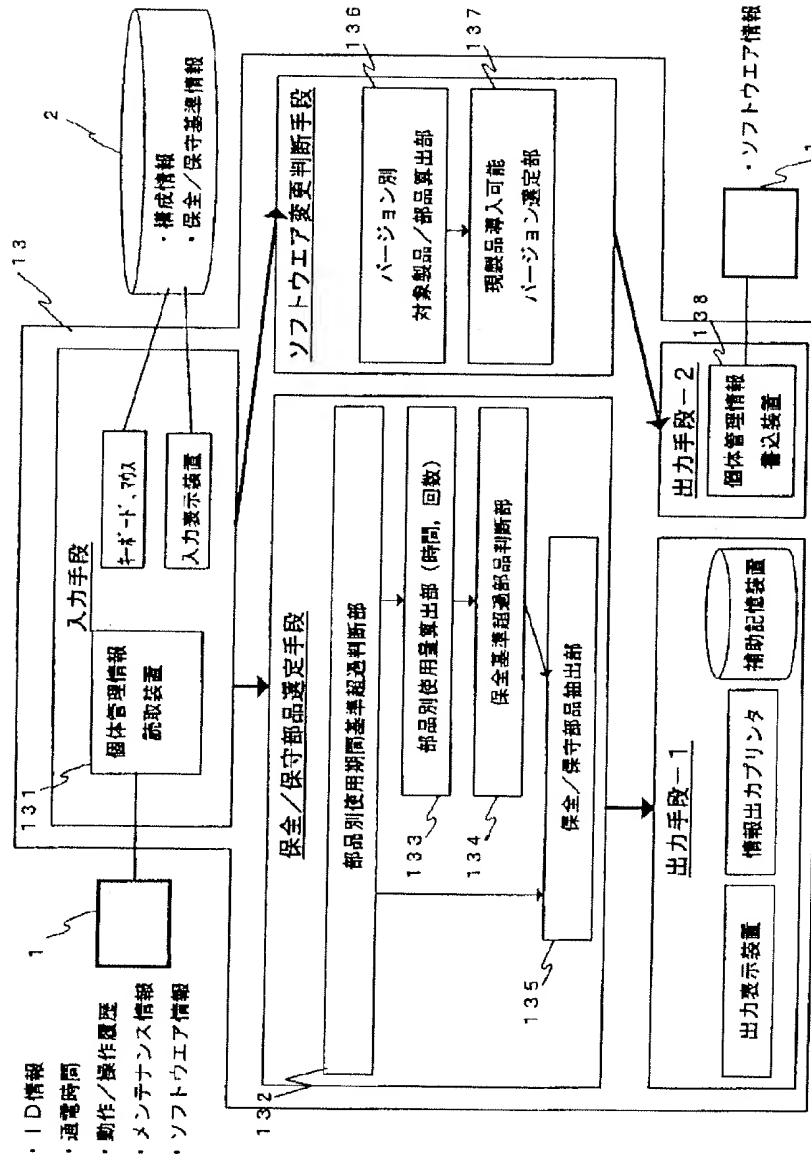 ・ID情報
・通電時間
・動作/操作履歴
・メンテナンス情報
・ソフトウエア情報
1
13
2
・構成情報
・保全/保守基準情報
入力手段
131
個体管理情報
読取装置
キーボード、マウス
入力表示装置
保全/保守部品選定手段
132
部品別使用期間基準超過判断部
133
部品別使用量算出部(時間,回数)
134
保全基準超過部品判断部
135
保全/保守部品抽出部
ソフトウエア変更判断手段
136
バージョン別
対象製品/部品算出部
137
現製品導入可能
バージョン選定部
出力手段-1
出力表示装置
情報出力プリンタ
補助記憶装置
出力手段-2
138
個体管理情報
書込装置
1
・ソフトウエア情報